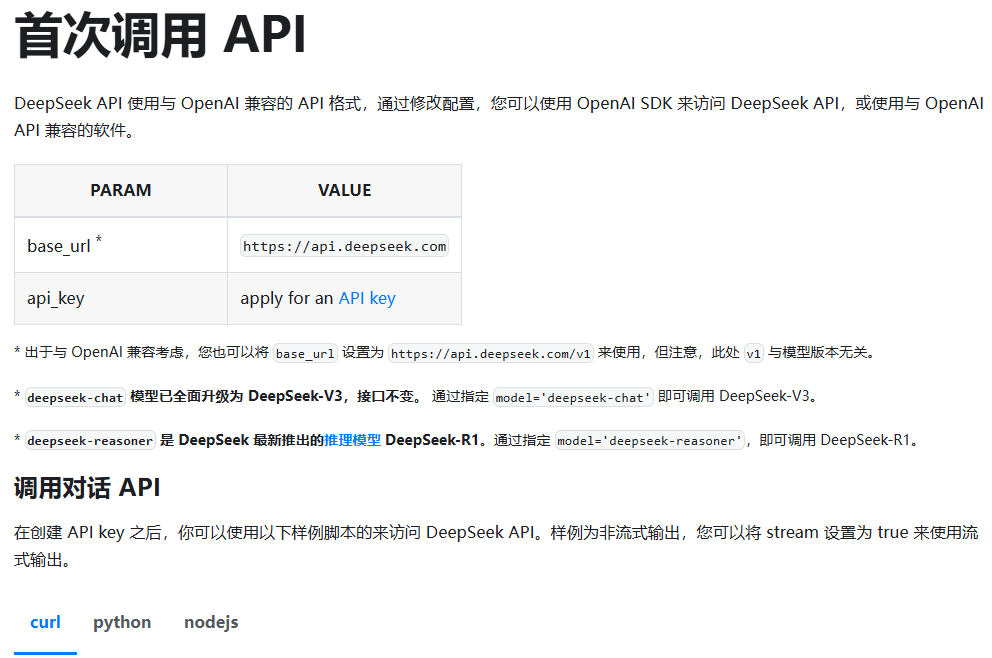 首次调用 API
DeepSeek API 使用与 OpenAI 兼容的 API 格式，通过修改配置，您可以使用 OpenAI SDK 来访问 DeepSeek API，或使用与 OpenAI
API 兼容的软件。
PARAM VALUE
base_url * https://api.deepseek.com
api_key apply for an API key
* 出于与 OpenAI 兼容考虑，您也可以将 base_url 设置为 https://api.deepseek.com/v1 来使用，但注意，此处 v1 与模型版本无关。
* deepseek-chat 模型已全面升级为 DeepSeek-V3，接口不变。 通过指定 model='deepseek-chat' 即可调用 DeepSeek-V3。
* deepseek-reasoner 是 DeepSeek 最新推出的推理模型 DeepSeek-R1。通过指定 model='deepseek-reasoner'，即可调用 DeepSeek-R1。
调用对话 API
在创建 API key 之后，你可以使用以下样例脚本的来访问 DeepSeek API。样例为非流式输出，您可以将 stream 设置为 true 来使用流
式输出。
curl python nodejs